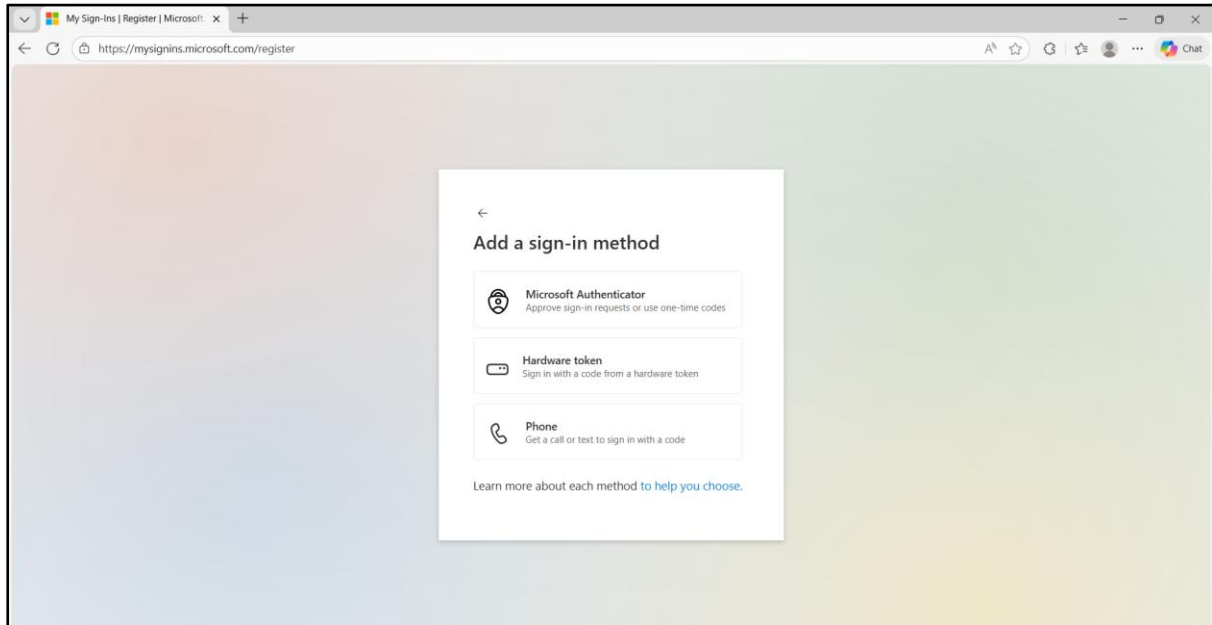 My Sign-Ins | Register | Microsoft.
https://mysignins.microsoft.com/register
Chat
Add a sign-in method
Microsoft Authenticator
Approve sign-in requests or use one-time codes
Hardware token
Sign in with a code from a hardware token
Phone
Get a call or text to sign in with a code
Learn more about each method to help you choose.